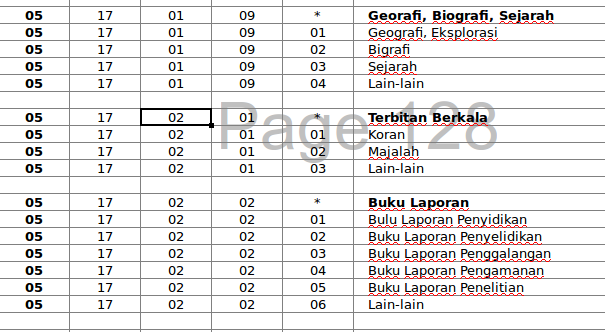 05 17 01 09 * Georafi, Biografi, Sejarah
05 17 01 09 01 Geografi, Eksplorasi
05 17 01 09 02 Bigrafi
05 17 01 09 03 Sejarah
05 17 01 09 04 Lain-lain
05 17 02 01 * Terbitan Berkala
05 17 02 01 01 Koran
05 17 02 01 02 Majalah
05 17 02 01 03 Lain-lain
Page 128
05 17 02 02 * Buku Laporan
05 17 02 02 01 Bulu Laporan Penyidikan
05 17 02 02 02 Buku Laporan Penyelidikan
05 17 02 02 03 Buku Laporan Penggalangan
05 17 02 02 04 Buku Laporan Pengamanan
05 17 02 02 05 Buku Laporan Penelitian
05 17 02 02 06 Lain-lain